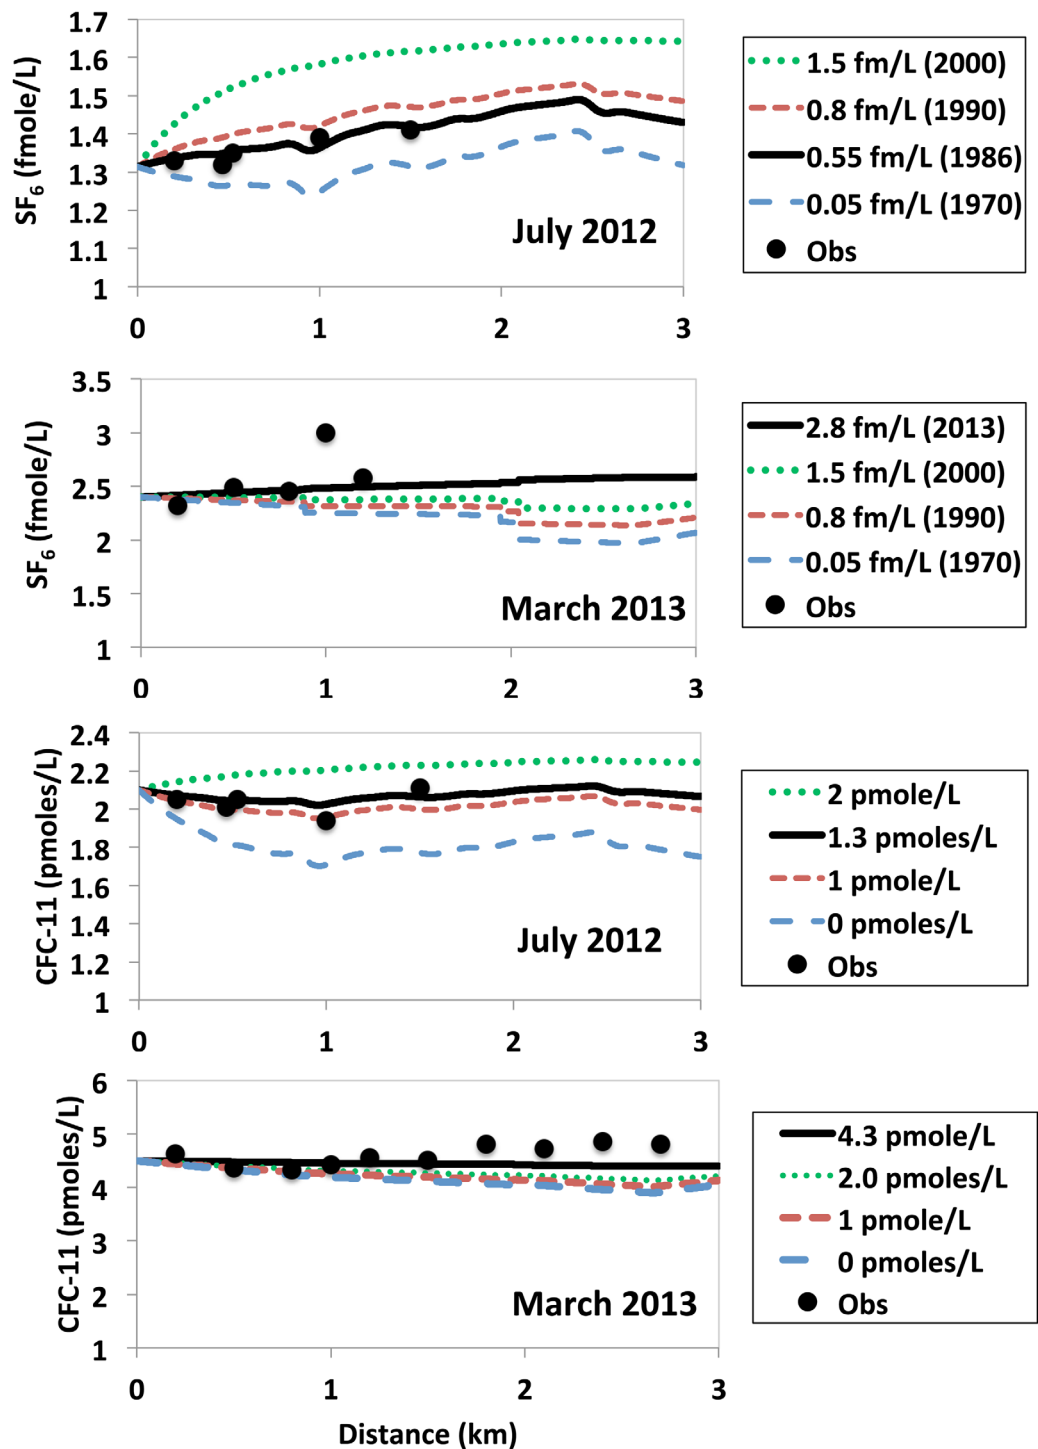 SF6 (fmole/L)
1.7
1.6
1.5
1.4
1.3
1.2
1.1
1
0 1 2 3
July 2012
1.5 fm/L (2000)
0.8 fm/L (1990)
0.55 fm/L (1986)
0.05 fm/L (1970)
Obs
SF6 (fmole/L)
3.5
3
2.5
2
1.5
1
0 1 2 3
March 2013
2.8 fm/L (2013)
1.5 fm/L (2000)
0.8 fm/L (1990)
0.05 fm/L (1970)
Obs
CFC-11 (pmoles/L)
2.4
2.2
2
1.8
1.6
1.4
1.2
1
0 1 2 3
July 2012
2 pmole/L
1.3 pmoles/L
1 pmole/L
0 pmoles/L
Obs
CFC-11 (pmoles/L)
6
5
4
3
2
1
0 1 2 3
March 2013
Distance (km)
4.3 pmole/L
2.0 pmoles/L
1 pmole/L
0 pmoles/L
Obs